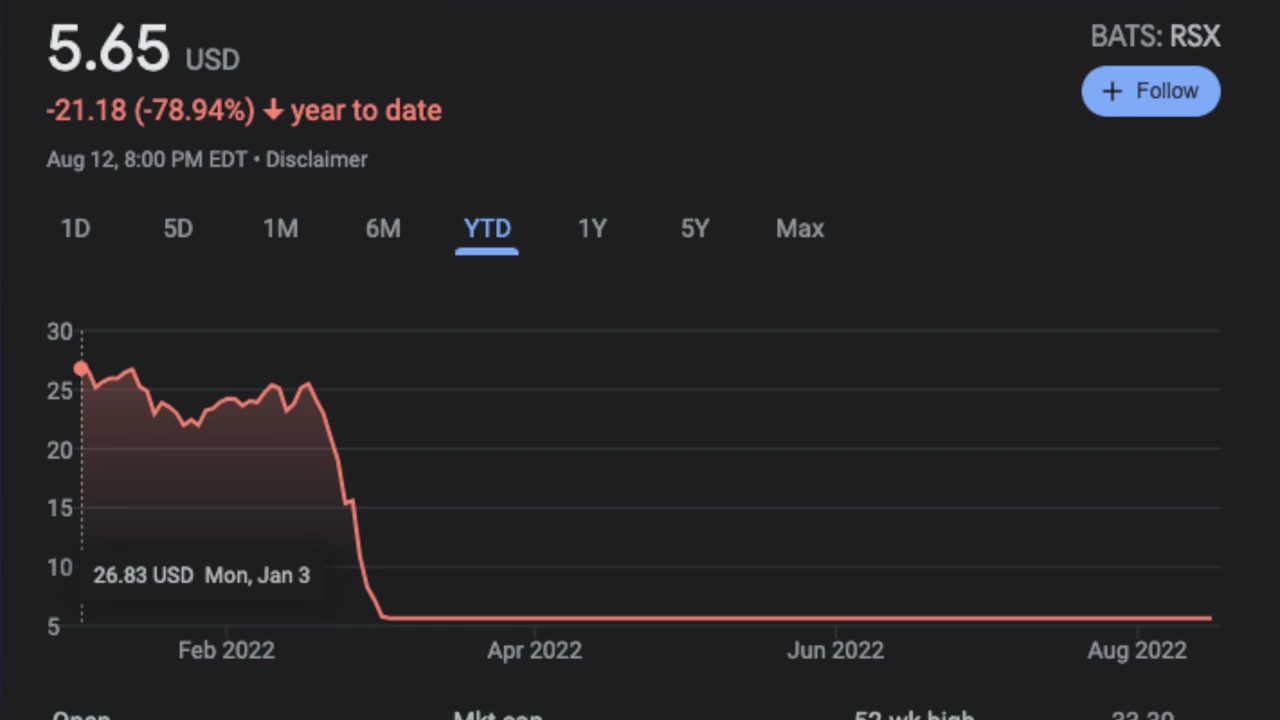 5.65 USD
BATS: RSX
-21.18 (-78.94%) ↓ year to date
+ Follow
Aug 12, 8:00 PM EDT • Disclaimer
1D 5D 1M 6M YTD 1Y 5Y Max
30
25
20
15
10
26.83 USD Mon, Jan 3
5
Feb 2022 Apr 2022 Jun 2022 Aug 2022
Open Mkt cap 52-wk high